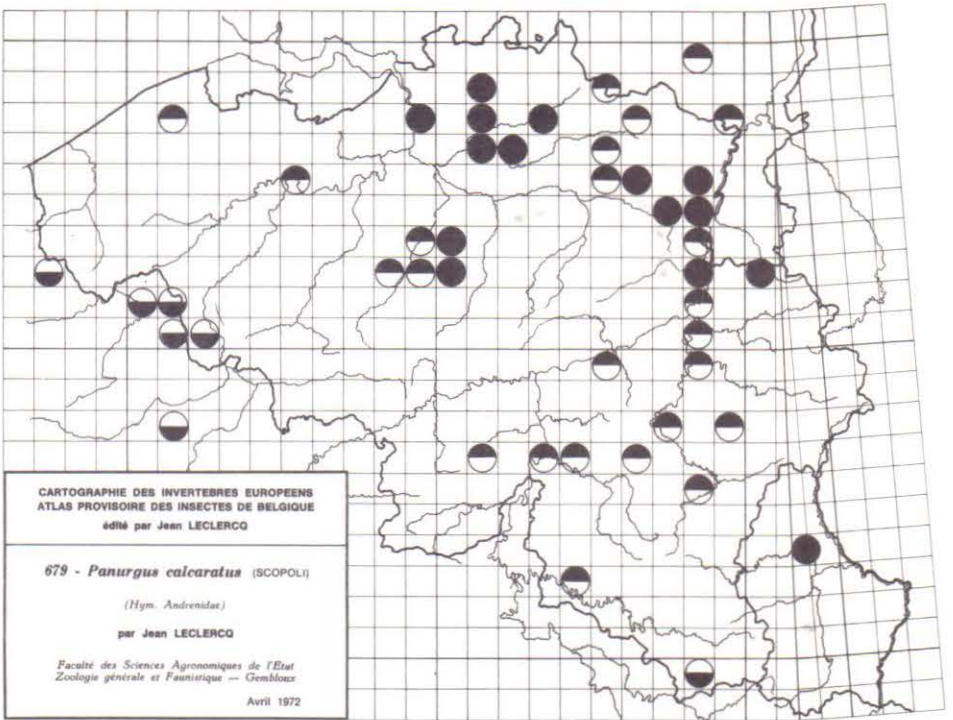 CARTOGRAPHIE DES INVERTEBRES EUROPEENS
ATLAS PROVISOIRE DES INSECTES DE BELGIQUE
édité par Jean LECLERCQ
679 - Panurgus calcaratus (SCOPOLI)
(Hym. Andrenidae)
par Jean LECLERCQ
Faculté des Sciences Agronomiques de l'Etat
Zoologie générale et Faunistique — Gembloux
Avril 1972